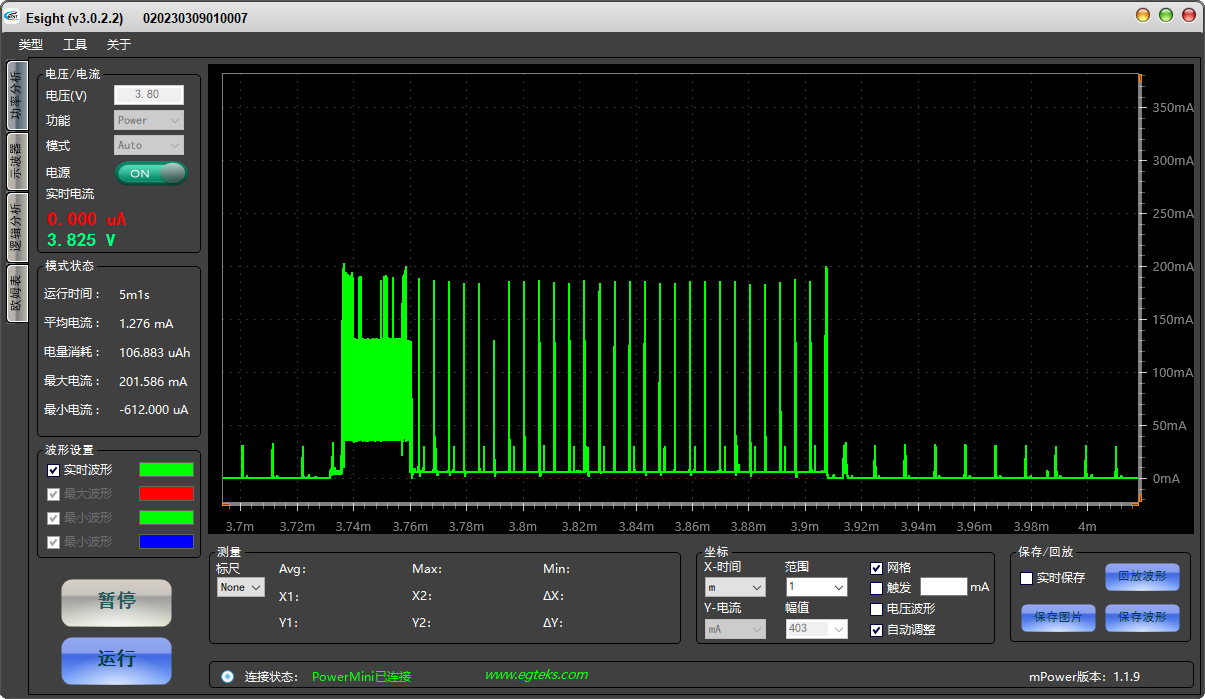 Esight (v3.0.2.2) 020230309010007
类型 工具 关于
功率分析
示波器
逻辑分析
欧姆表
电压/电流
电压(V) 3.80
功能 Power
模式 Auto
电源 ON
实时电流
0.000 uA
3.825 V
模式状态
运行时间： 5m1s
平均电流： 1.276 mA
电量消耗： 106.883 uAh
最大电流： 201.586 mA
最小电流： -612.000 uA
波形设置
实时波形
最大波形
最小波形
最小波形
暂停
运行
350mA
300mA
250mA
200mA
150mA
100mA
50mA
0mA
3.7m 3.72m 3.74m 3.76m 3.78m 3.8m 3.82m 3.84m 3.86m 3.88m 3.9m 3.92m 3.94m 3.96m 3.98m 4m
测量
标尺 Avg: Max: Min:
None
X1: X2: ΔX:
Y1: Y2: ΔY:
坐标
X-时间 范围 网格
m 1 触发 mA
Y-电流 幅值 电压波形
mA 403 自动调整
保存/回放
实时保存 回放波形
保存图片 保存波形
连接状态： PowerMini已连接 www.egteks.com mPower版本：1.1.9